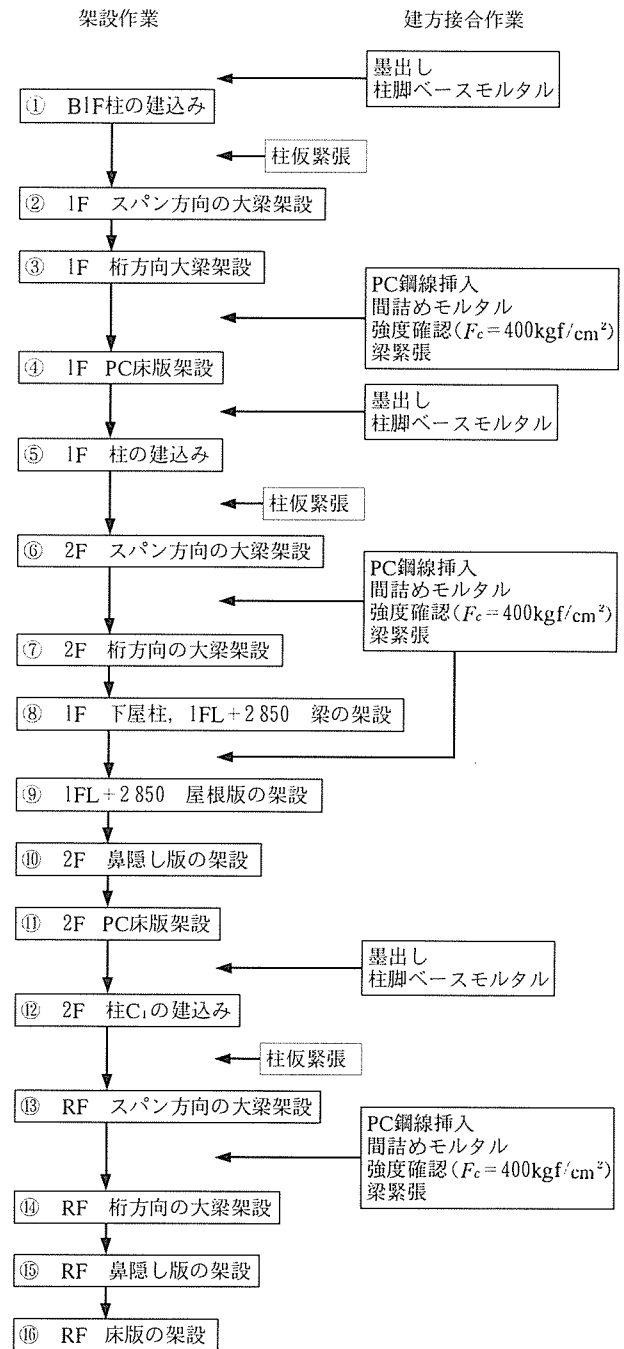 架設作業
建方接合作業
墨出し
柱脚ベースモルタル
① B1F柱の建込み
柱仮緊張
② 1F スパン方向の大梁架設
③ 1F 桁方向大梁架設
PC鋼線挿入
間詰めモルタル
強度確認(Fc=400kgf/cm²)
梁緊張
④ 1F PC床版架設
墨出し
柱脚ベースモルタル
⑤ 1F 柱の建込み
柱仮緊張
⑥ 2F スパン方向の大梁架設
PC鋼線挿入
間詰めモルタル
強度確認(Fc=400kgf/cm²)
梁緊張
⑦ 2F 桁方向の大梁架設
⑧ 1F 下屋柱，1FL+2850 梁の架設
⑨ 1FL+2850 屋根版の架設
⑩ 2F 鼻隠し版の架設
⑪ 2F PC床版架設
墨出し
柱脚ベースモルタル
⑫ 2F 柱C₁の建込み
柱仮緊張
⑬ RF スパン方向の大梁架設
PC鋼線挿入
間詰めモルタル
強度確認(Fc=400kgf/cm²)
梁緊張
⑭ RF 桁方向の大梁架設
⑮ RF 鼻隠し版の架設
⑯ RF 床版の架設